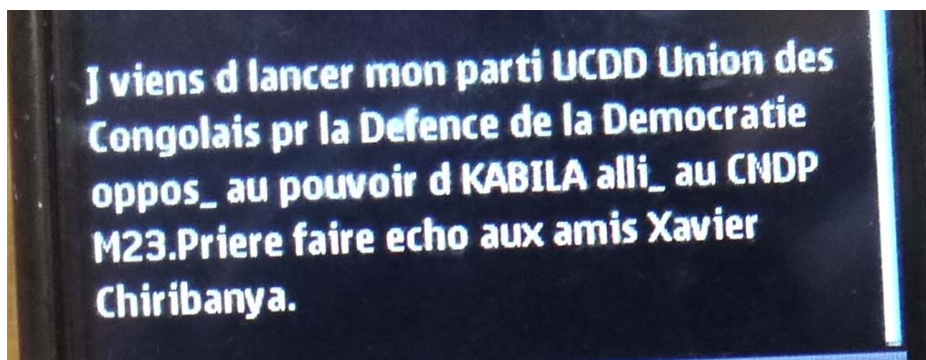 J viens d lancer mon parti UCDD Union des
Congolais pr la Defence de la Democratie
oppos_ au pouvoir d KABILA alli_ au CNDP
M23.Priere faire echo aux amis Xavier
Chiribanya.